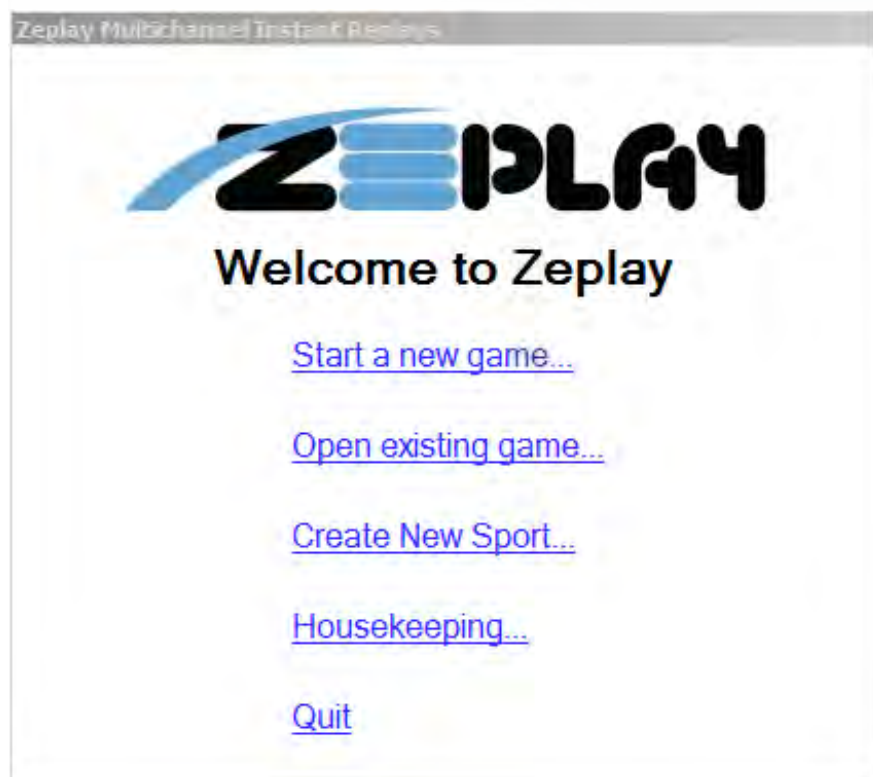 Zeplay Multichannel Instant Replays
ZEPLAY
Welcome to Zeplay
Start a new game...
Open existing game...
Create New Sport...
Housekeeping...
Quit